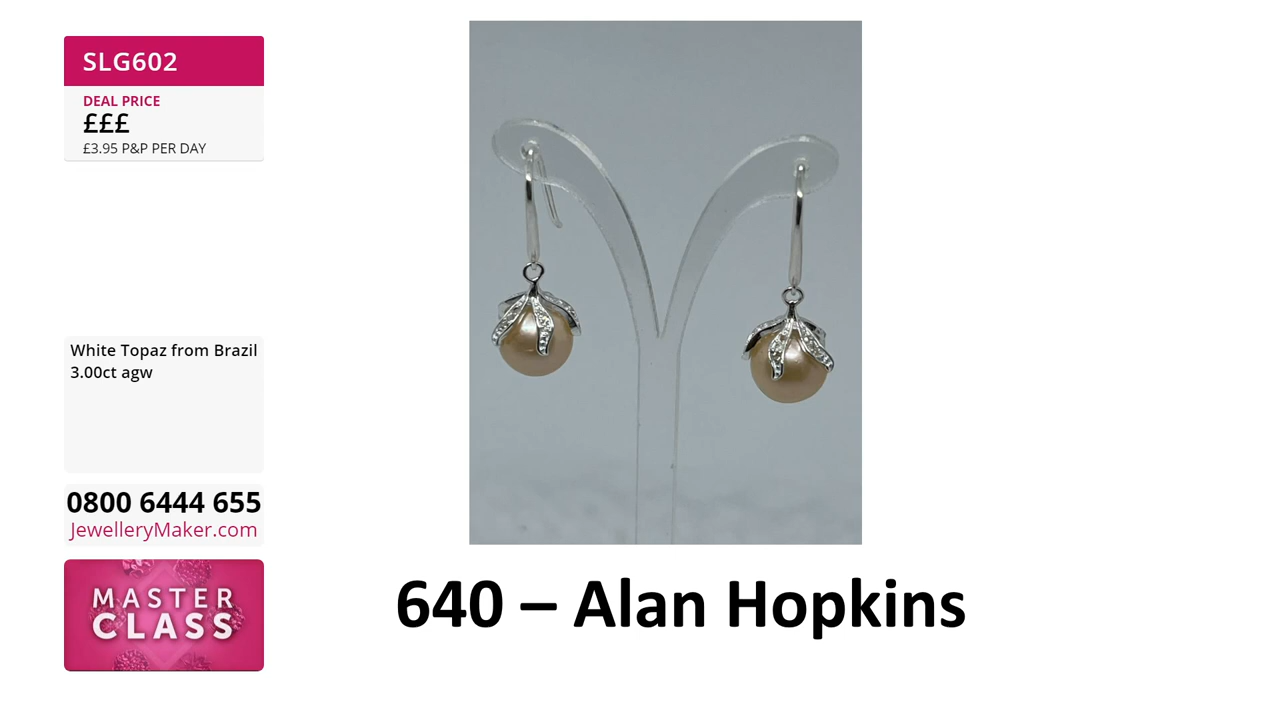 SLG602
DEAL PRICE
£££
£3.95 P&P PER DAY
White Topaz from Brazil
3.00ct agw
0800 6444 655
JewelleryMaker.com
MASTER
CLASS
640 – Alan Hopkins